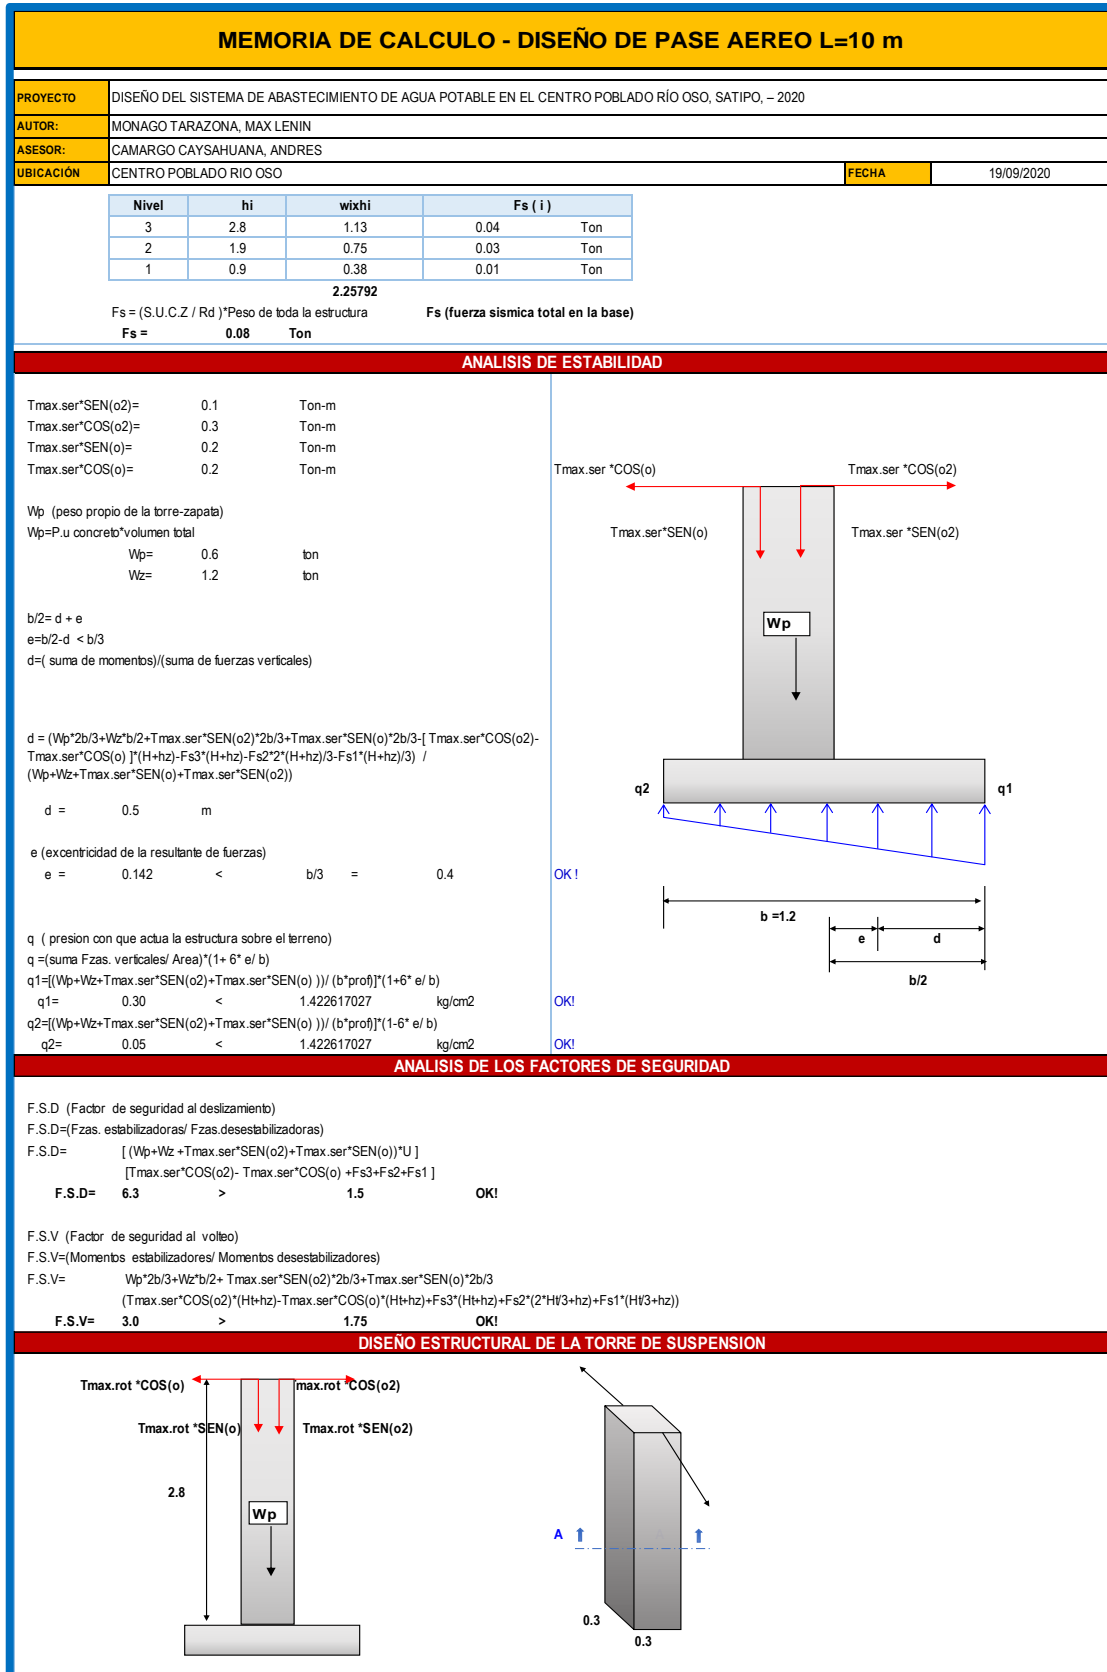 MEMORIA DE CALCULO - DISEÑO DE PASE AEREO L=10 m
PROYECTO DISEÑO DEL SISTEMA DE ABASTECIMIENTO DE AGUA POTABLE EN EL CENTRO POBLADO RÍO OSO, SATIPO, – 2020
AUTOR: MONAGO TARAZONA, MAX LENIN
ASESOR: CAMARGO CAYSAHUANA, ANDRES
UBICACIÓN CENTRO POBLADO RIO OSO FECHA 19/09/2020
Nivel hi wixhi Fs ( i )
3 2.8 1.13 0.04 Ton
2 1.9 0.75 0.03 Ton
1 0.9 0.38 0.01 Ton
2.25792
Fs = (S.U.C.Z / Rd )*Peso de toda la estructura Fs (fuerza sismica total en la base)
Fs = 0.08 Ton
ANALISIS DE ESTABILIDAD
Tmax.ser*SEN(o2)= 0.1 Ton-m
Tmax.ser*COS(o2)= 0.3 Ton-m
Tmax.ser*SEN(o)= 0.2 Ton-m
Tmax.ser*COS(o)= 0.2 Ton-m
Wp (peso propio de la torre-zapata)
Wp=P.u concreto*volumen total
Wp= 0.6 ton
Wz= 1.2 ton
b/2= d + e
e=b/2-d < b/3
d=( suma de momentos)/(suma de fuerzas verticales)
d = (Wp*2b/3+Wz*b/2+Tmax.ser*SEN(o2)*2b/3+Tmax.ser*SEN(o)*2b/3-[ Tmax.ser*COS(o2)-
Tmax.ser*COS(o) ]*(H+hz)-Fs3*(H+hz)-Fs2*2*(H+hz)/3-Fs1*(H+hz)/3) /
(Wp+Wz+Tmax.ser*SEN(o)+Tmax.ser*SEN(o2))
d = 0.5 m
e (excentricidad de la resultante de fuerzas)
e = 0.142 < b/3 = 0.4 OK !
q ( presion con que actua la estructura sobre el terreno)
q =(suma Fzas. verticales/ Area)*(1+ 6* e/ b)
q1=[(Wp+Wz+Tmax.ser*SEN(o2)+Tmax.ser*SEN(o) ))/ (b*prof)]*(1+6* e/ b)
q1= 0.30 < 1.422617027 kg/cm2 OK!
q2=[(Wp+Wz+Tmax.ser*SEN(o2)+Tmax.ser*SEN(o) ))/ (b*prof)]*(1-6* e/ b)
q2= 0.05 < 1.422617027 kg/cm2 OK!
Tmax.ser *COS(o) Tmax.ser *COS(o2)
Tmax.ser*SEN(o) Tmax.ser *SEN(o2)
Wp
q2 q1
b =1.2
e d
b/2
ANALISIS DE LOS FACTORES DE SEGURIDAD
F.S.D (Factor de seguridad al deslizamiento)
F.S.D=(Fzas. estabilizadoras/ Fzas.desestabilizadoras)
F.S.D= [ (Wp+Wz +Tmax.ser*SEN(o2)+Tmax.ser*SEN(o))*U ]
[Tmax.ser*COS(o2)- Tmax.ser*COS(o) +Fs3+Fs2+Fs1 ]
F.S.D= 6.3 > 1.5 OK!
F.S.V (Factor de seguridad al volteo)
F.S.V=(Momentos estabilizadores/ Momentos desestabilizadores)
F.S.V= Wp*2b/3+Wz*b/2+ Tmax.ser*SEN(o2)*2b/3+Tmax.ser*SEN(o)*2b/3
(Tmax.ser*COS(o2)*(Ht+hz)-Tmax.ser*COS(o)*(Ht+hz)+Fs3*(Ht+hz)+Fs2*(2*Ht/3+hz)+Fs1*(Ht/3+hz))
F.S.V= 3.0 > 1.75 OK!
DISEÑO ESTRUCTURAL DE LA TORRE DE SUSPENSION
Tmax.rot *COS(o) Tmax.rot *COS(o2)
Tmax.rot *SEN(o) Tmax.rot *SEN(o2)
2.8
Wp
A A
0.3
0.3